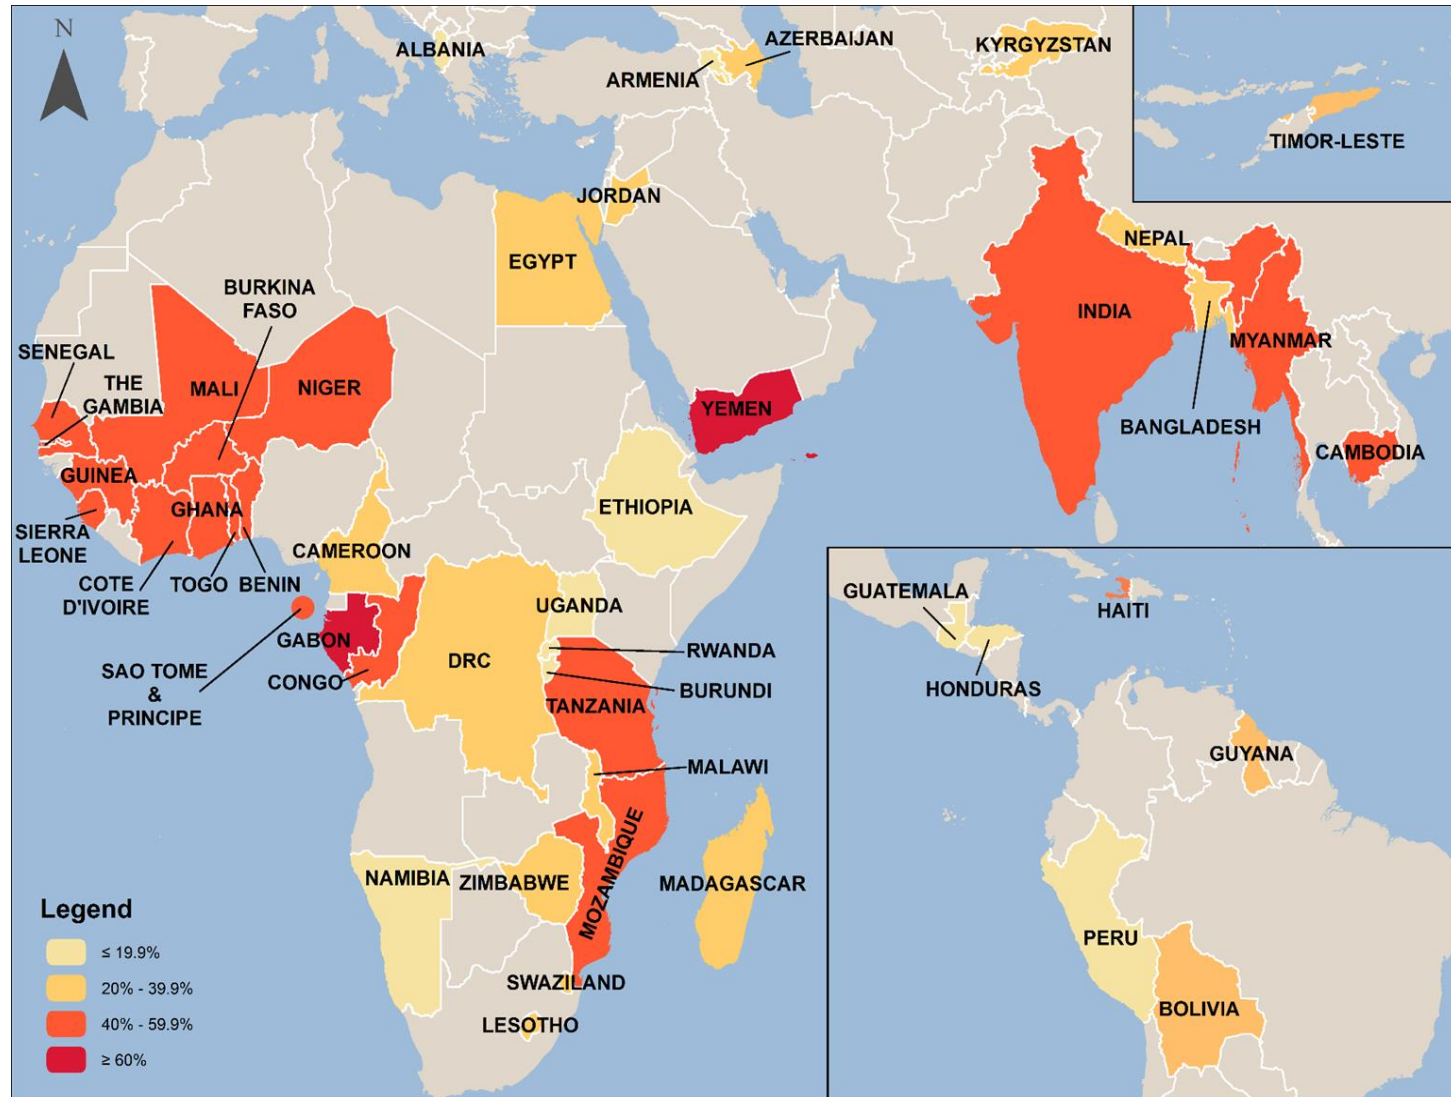 N
ALBANIA
AZERBAIJAN
ARMENIA
KYRGYZSTAN
TIMOR-LESTE
JORDAN
EGYPT
NEPAL
INDIA
MYANMAR
BANGLADESH
CAMBODIA
BURKINA
FASO
SENEGAL
THE
GAMBIA
MALI
NIGER
YEMEN
GUINEA
GHANA
SIERRA
LEONE
COTE
D'IVOIRE
TOGO
BENIN
CAMEROON
ETHIOPIA
UGANDA
GABON
DRC
RWANDA
CONGO
BURUNDI
SAO TOME
&
PRINCIPE
TANZANIA
MALAWI
MOZAMBIQUE
NAMIBIA
ZIMBABWE
MADAGASCAR
SWAZILAND
LESOTHO
GUATEMALA
HAITI
HONDURAS
GUYANA
PERU
BOLIVIA
Legend
≤ 19.9%
20% - 39.9%
40% - 59.9%
≥ 60%